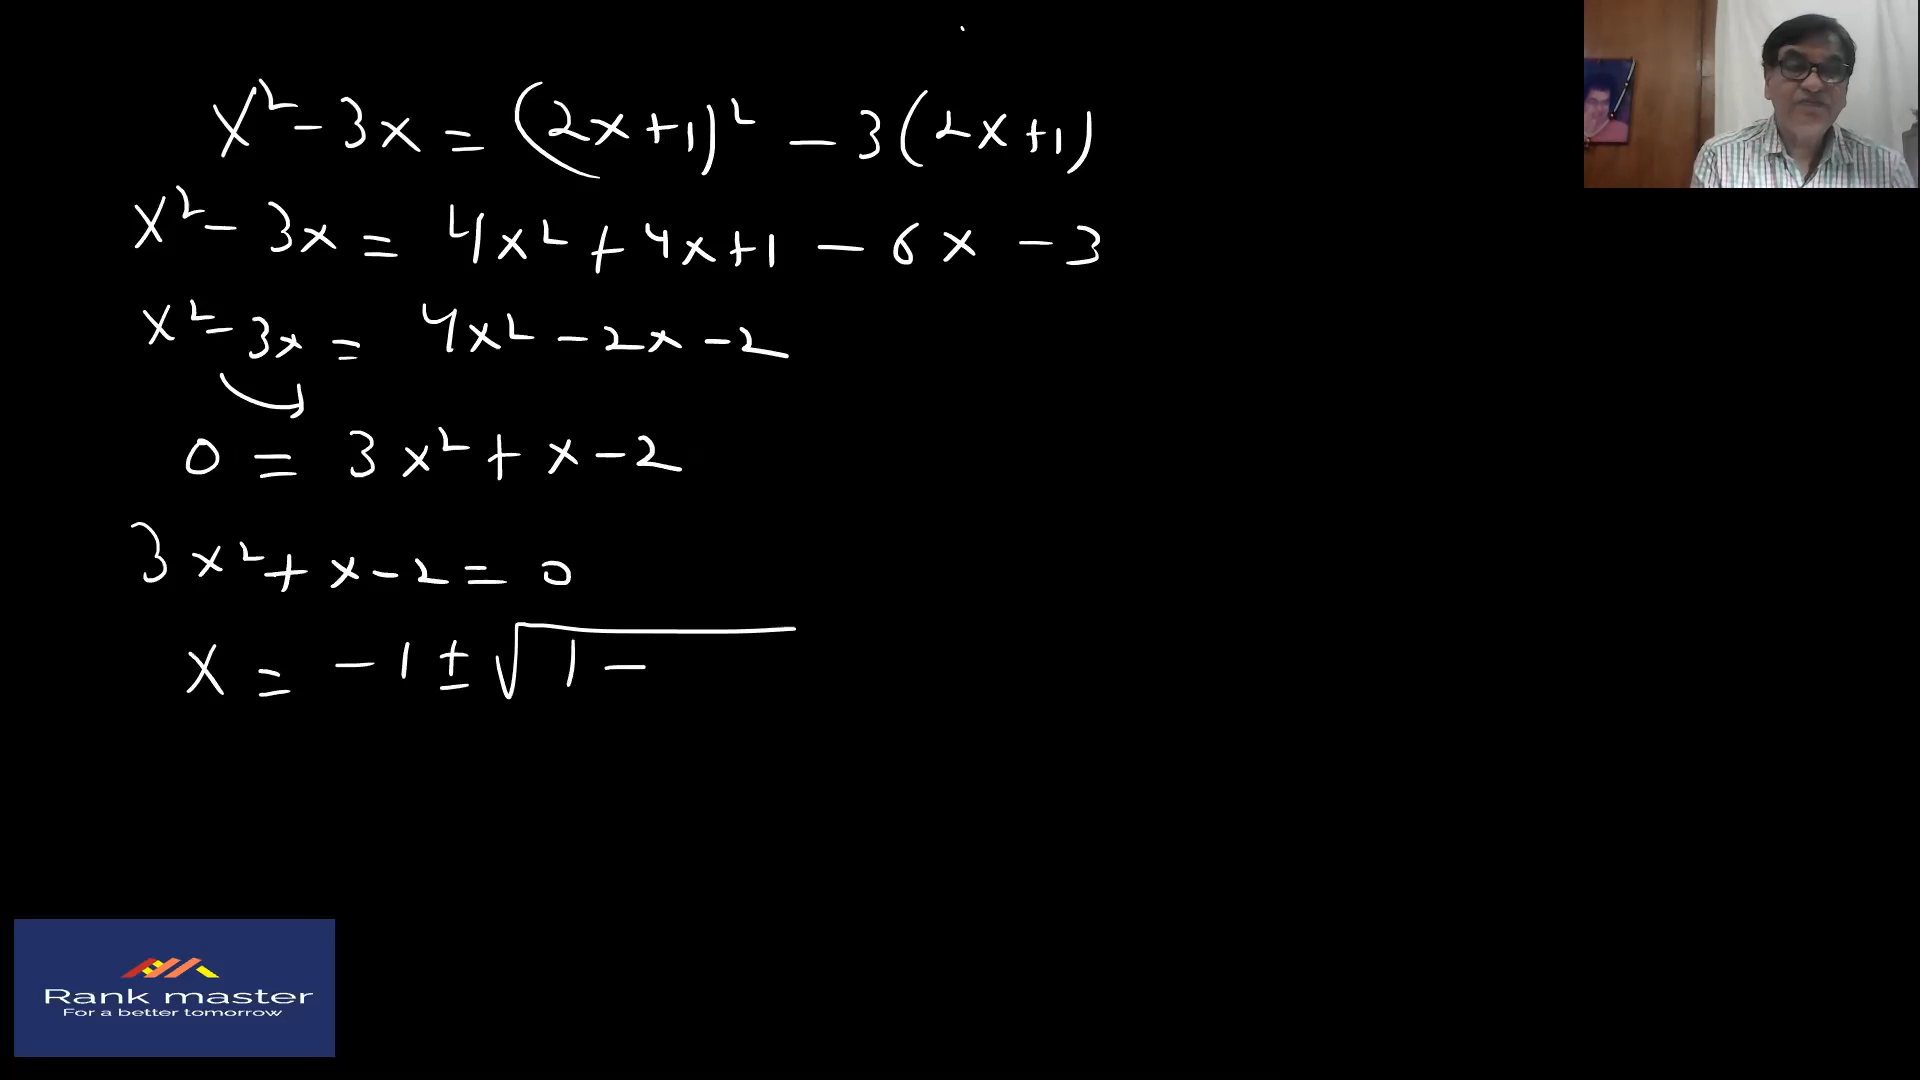 x² - 3x = (2x+1)² - 3(2x+1)
x² - 3x = 4x² + 4x+1 - 6x - 3
x² - 3x = 4x² - 2x - 2
0 = 3x² + x - 2
3x² + x - 2 = 0
x = -1 ± √1 -
Rank master
For a better tomorrow